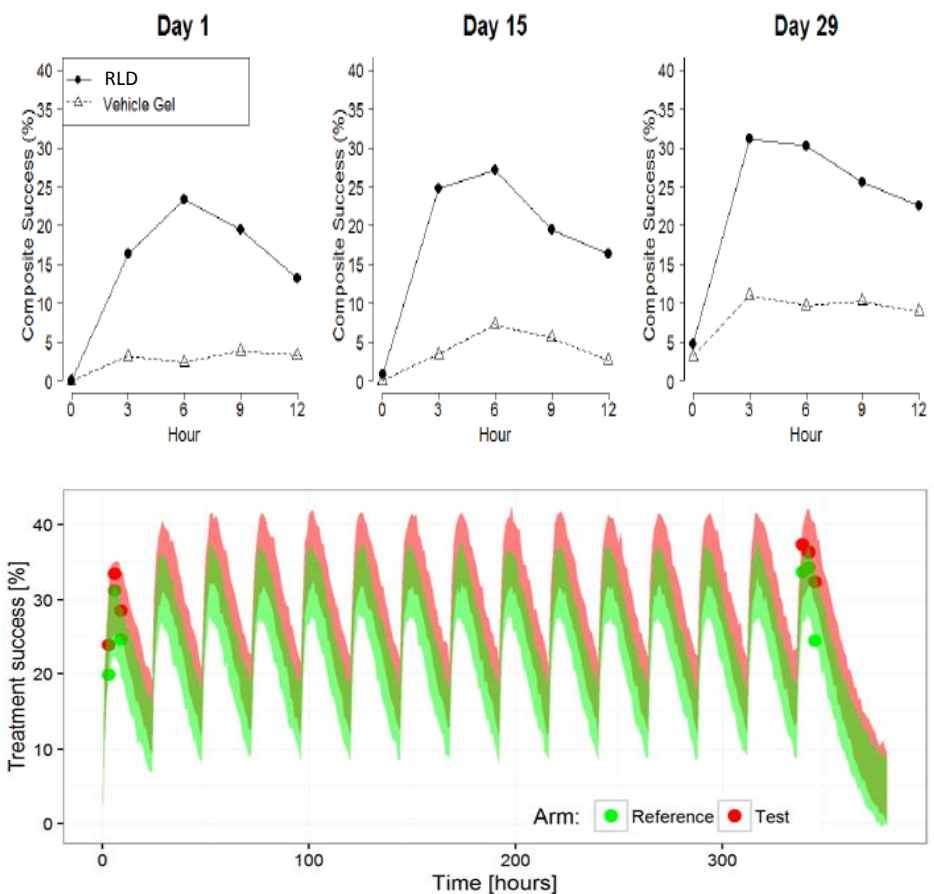 Day 1 Day 15 Day 29
RLD
Vehicle Gel
Composite Success (%) Composite Success (%) Composite Success (%)
40 40 40
35 35 35
30 30 30
25 25 25
20 20 20
15 15 15
10 10 10
5 5 5
0 0 0
0 3 6 9 12 0 3 6 9 12 0 3 6 9 12
Hour Hour Hour
Treatment success [%]
40
30
20
10
0
Arm: Reference Test
0 100 200 300
Time [hours]